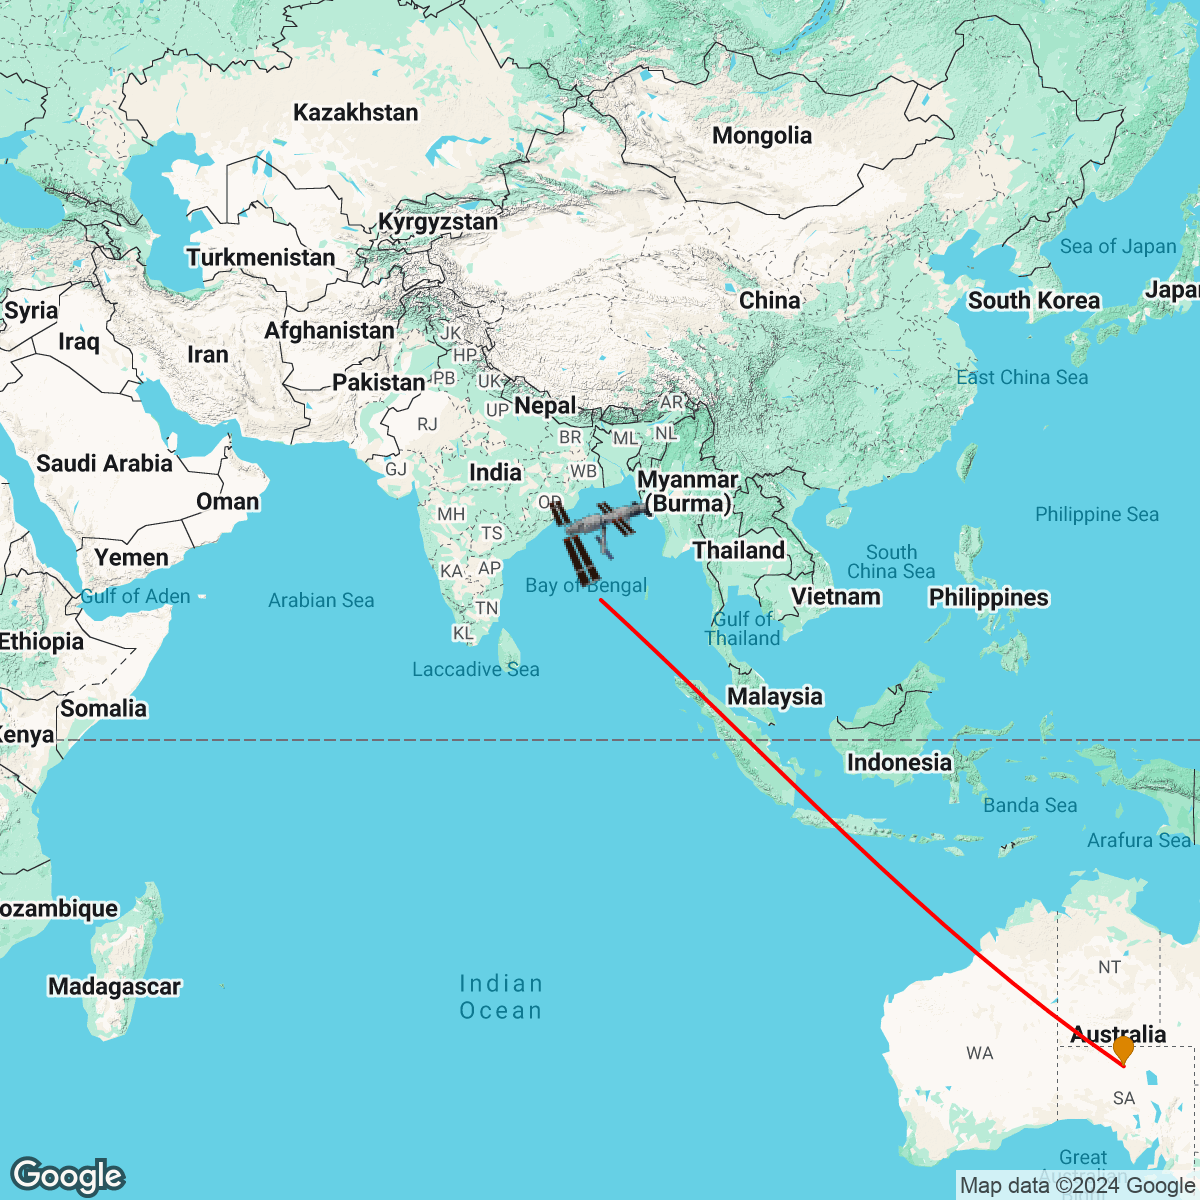 Kazakhstan
Mongolia
Kyrgyzstan
Sea of Japan
Turkmenistan
China
South Korea
Syria
Afghanistan
JK
Iraq
Iran
HP
East China Sea
Pakistan
PB
UK
Nepal
AR
UP
RJ
BR
ML
NL
Saudi Arabia
GJ
India
WB
Myanmar
(Burma)
Oman
MH
Philippine Sea
TS
Yemen
Thailand
South
China Sea
KA
AP
Bay of Bengal
Gulf of Aden
Arabian Sea
TN
Vietnam
Philippines
Gulf of
Thailand
KL
Ethiopia
Laccadive Sea
Malaysia
Somalia
Indonesia
Banda Sea
Arafura Sea
Madagascar
NT
Indian
Ocean
Australia
WA
SA
Great
Australian
Google
Map data ©2024 Google